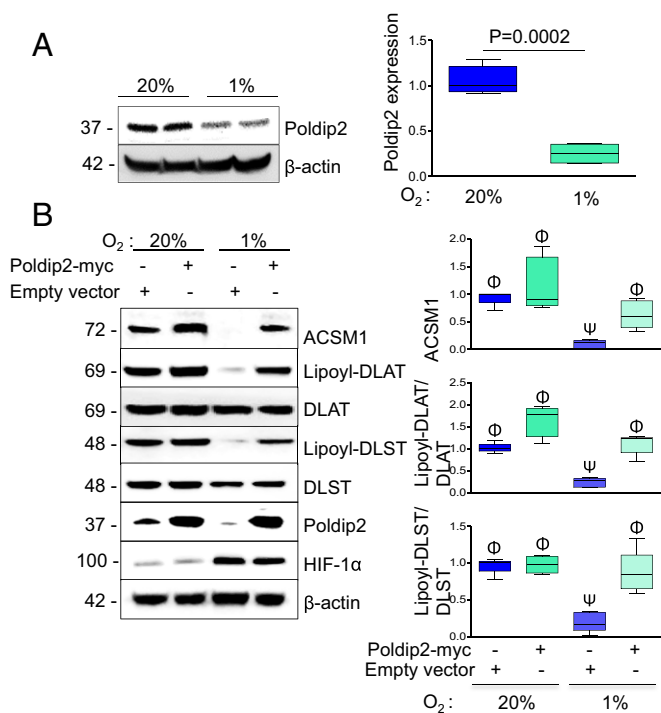 A
20% 1%
37 - Poldip2
42 - β-actin
Poldip2 expression
1.5
1.0
0.5
0.0
P=0.0002
O2 : 20% 1%
B
O2 : 20% 1%
Poldip2-myc - + - +
Empty vector + - + -
72 - ACSM1
69 - Lipoyl-DLAT
69 - DLAT
48 - Lipoyl-DLST
48 - DLST
37 - Poldip2
100 - HIF-1α
42 - β-actin
ACSM1
2.0
1.5
1.0
0.5
0.0
Φ Φ Ψ Φ
Lipoyl-DLAT/
DLAT
2.5
2.0
1.5
1.0
0.5
0.0
Φ Φ Ψ Φ
Lipoyl-DLST/
DLST
1.5
1.0
0.5
0.0
Φ Φ Ψ Φ
Poldip2-myc - + - +
Empty vector + - + -
O2 : 20% 1%